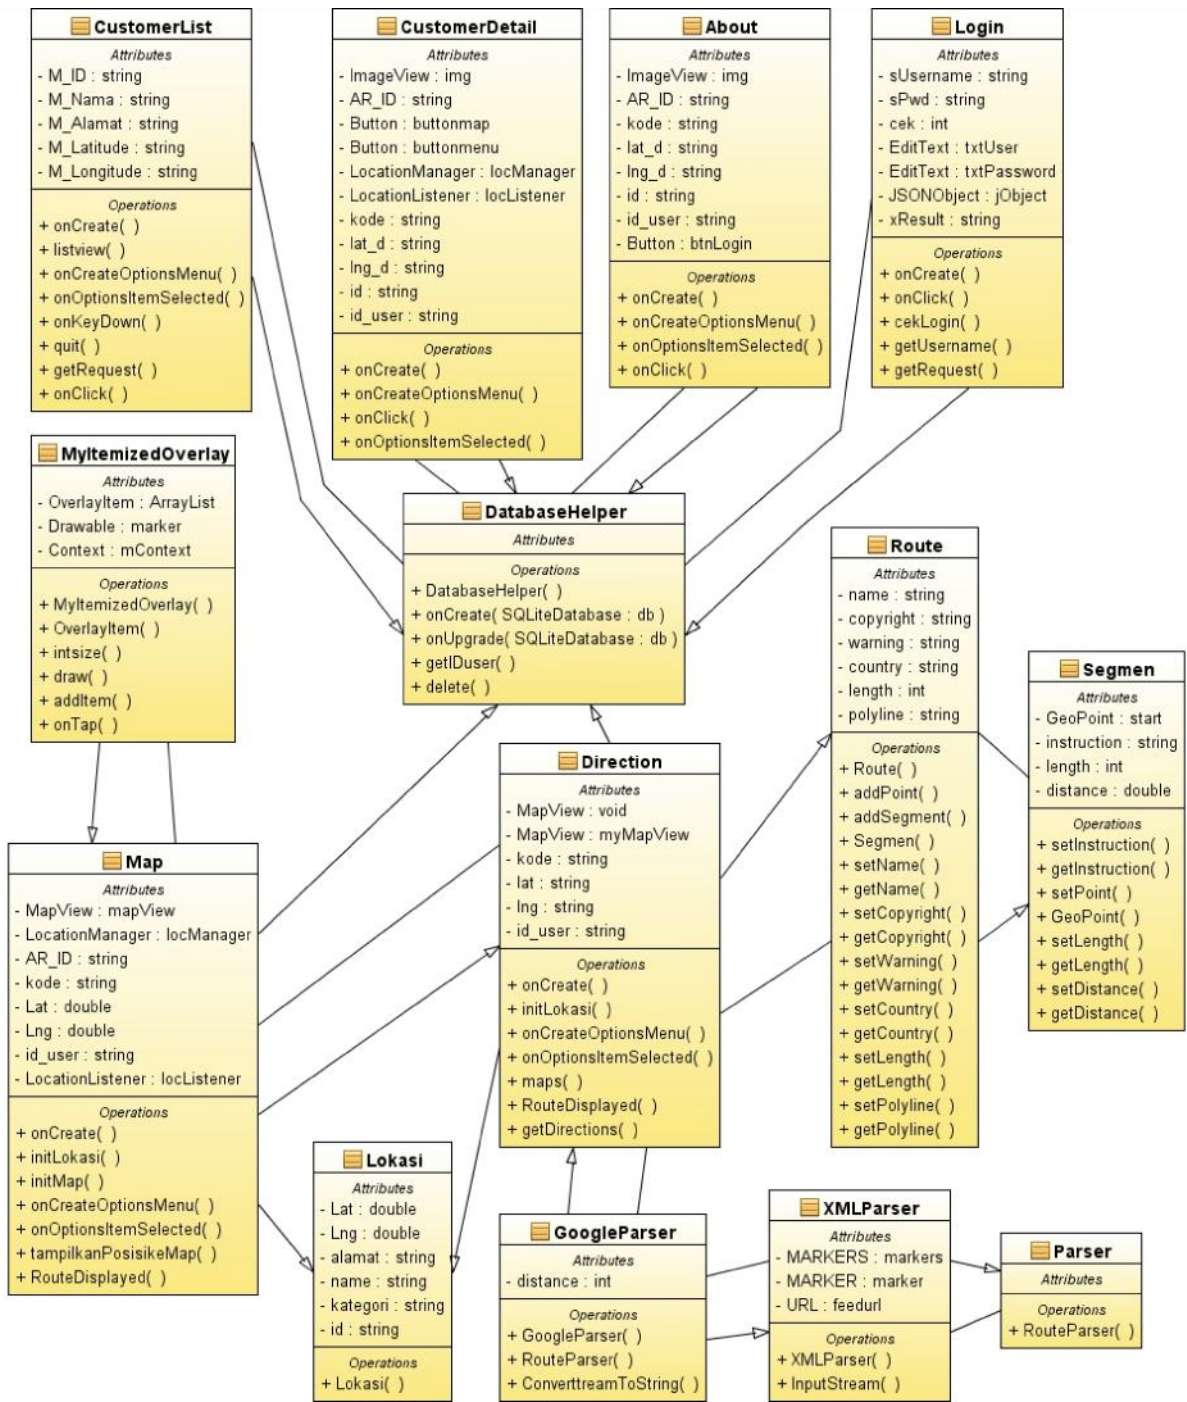 CustomerList
Attributes
- M_ID : string
- M_Nama : string
- M_Alamat : string
- M_Latitude : string
- M_Longitude : string
Operations
+ onCreate( )
+ listview( )
+ onCreateOptionsMenu( )
+ onOptionsItemSelected( )
+ onKeyDown( )
+ quit( )
+ getRequest( )
+ onClick( )
CustomerDetail
Attributes
- ImageView : img
- AR_ID : string
- Button : buttonmap
- Button : buttonmenu
- LocationManager : locManager
- LocationListener : locListener
- kode : string
- lat_d : string
- lng_d : string
- id : string
- id_user : string
Operations
+ onCreate( )
+ onCreateOptionsMenu( )
+ onClick( )
+ onOptionsItemSelected( )
About
Attributes
- ImageView : img
- AR_ID : string
- kode : string
- lat_d : string
- lng_d : string
- id : string
- id_user : string
- Button : btnLogin
Operations
+ onCreate( )
+ onCreateOptionsMenu( )
+ onOptionsItemSelected( )
+ onClick( )
Login
Attributes
- sUsername : string
- sPwd : string
- cek : int
- EditText : txtUser
- EditText : txtPassword
- JSONObject : jObject
- xResult : string
Operations
+ onCreate( )
+ onClick( )
+ cekLogin( )
+ getUsername( )
+ getRequest( )
MyItemizedOverlay
Attributes
- OverlayItem : ArrayList
- Drawable : marker
- Context : mContext
Operations
+ MyItemizedOverlay( )
+ OverlayItem( )
+ intsize( )
+ draw( )
+ addItem( )
+ onTap( )
DatabaseHelper
Attributes
Operations
+ DatabaseHelper( )
+ onCreate( SQLiteDatabase : db )
+ onUpgrade( SQLiteDatabase : db )
+ getIDuser( )
+ delete( )
Route
Attributes
- name : string
- copyright : string
- warning : string
- country : string
- length : int
- polyline : string
Operations
+ Route( )
+ addPoint( )
+ addSegment( )
+ Segmen( )
+ setName( )
+ getName( )
+ setCopyright( )
+ getCopyright( )
+ setWarning( )
+ getWarning( )
+ setCountry( )
+ getCountry( )
+ setLength( )
+ getLength( )
+ setPolyline( )
+ getPolyline( )
Segmen
Attributes
- GeoPoint : start
- instruction : string
- length : int
- distance : double
Operations
+ setInstruction( )
+ getInstruction( )
+ setPoint( )
+ GeoPoint( )
+ setLength( )
+ getLength( )
+ setDistance( )
+ getDistance( )
Direction
Attributes
- MapView : void
- MapView : myMapView
- kode : string
- lat : string
- lng : string
- id_user : string
Operations
+ onCreate( )
+ initLokasi( )
+ onCreateOptionsMenu( )
+ onOptionsItemSelected( )
+ maps( )
+ RouteDisplayed( )
+ getDirections( )
Map
Attributes
- MapView : mapView
- LocationManager : locManager
- AR_ID : string
- kode : string
- Lat : double
- Lng : double
- id_user : string
- LocationListener : locListener
Operations
+ onCreate( )
+ initLokasi( )
+ initMap( )
+ onCreateOptionsMenu( )
+ onOptionsItemSelected( )
+ tampilkanPosisikeMap( )
+ RouteDisplayed( )
Lokasi
Attributes
- Lat : double
- Lng : double
- alamat : string
- name : string
- kategori : string
- id : string
Operations
+ Lokasi( )
GoogleParser
Attributes
- distance : int
Operations
+ GoogleParser( )
+ RouteParser( )
+ ConverttreamToString( )
XMLParser
Attributes
- MARKERS : markers
- MARKER : marker
- URL : feedurl
Operations
+ XMLParser( )
+ InputStream( )
Parser
Attributes
Operations
+ RouteParser( )